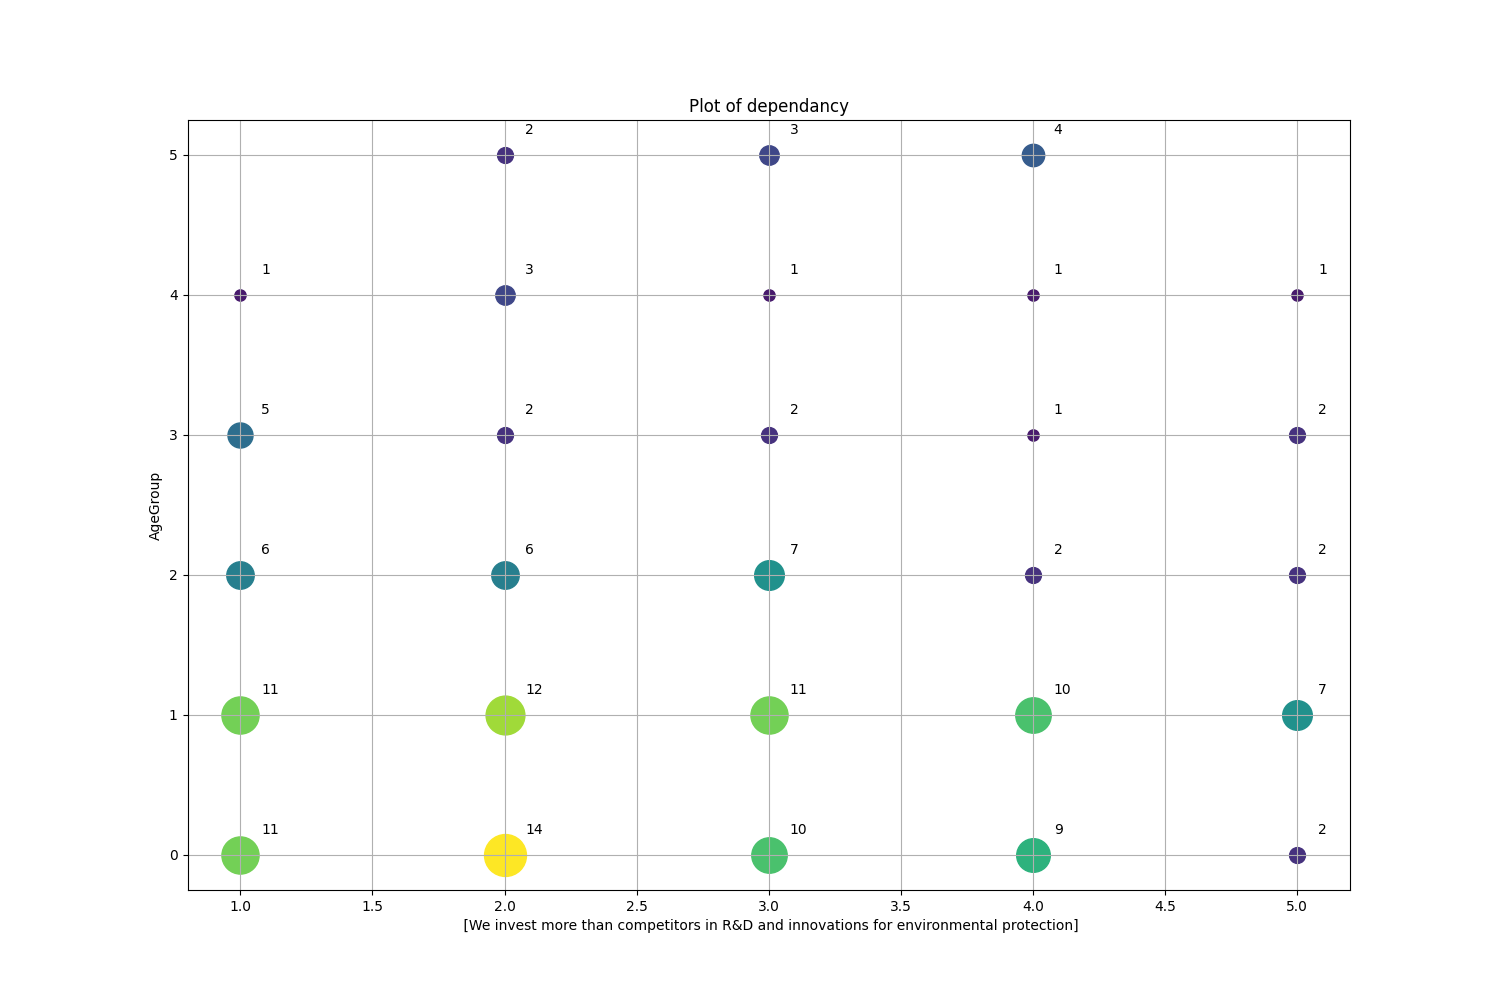 Plot of dependancy
2 3 4
5
1 3 1 1 1
4
5 2 2 1 2
3
AgeGroup
6 6 7 2 2
2
11 12 11 10 7
1
11 14 10 9 2
0
1.0 1.5 2.0 2.5 3.0 3.5 4.0 4.5 5.0
[We invest more than competitors in R&D and innovations for environmental protection]